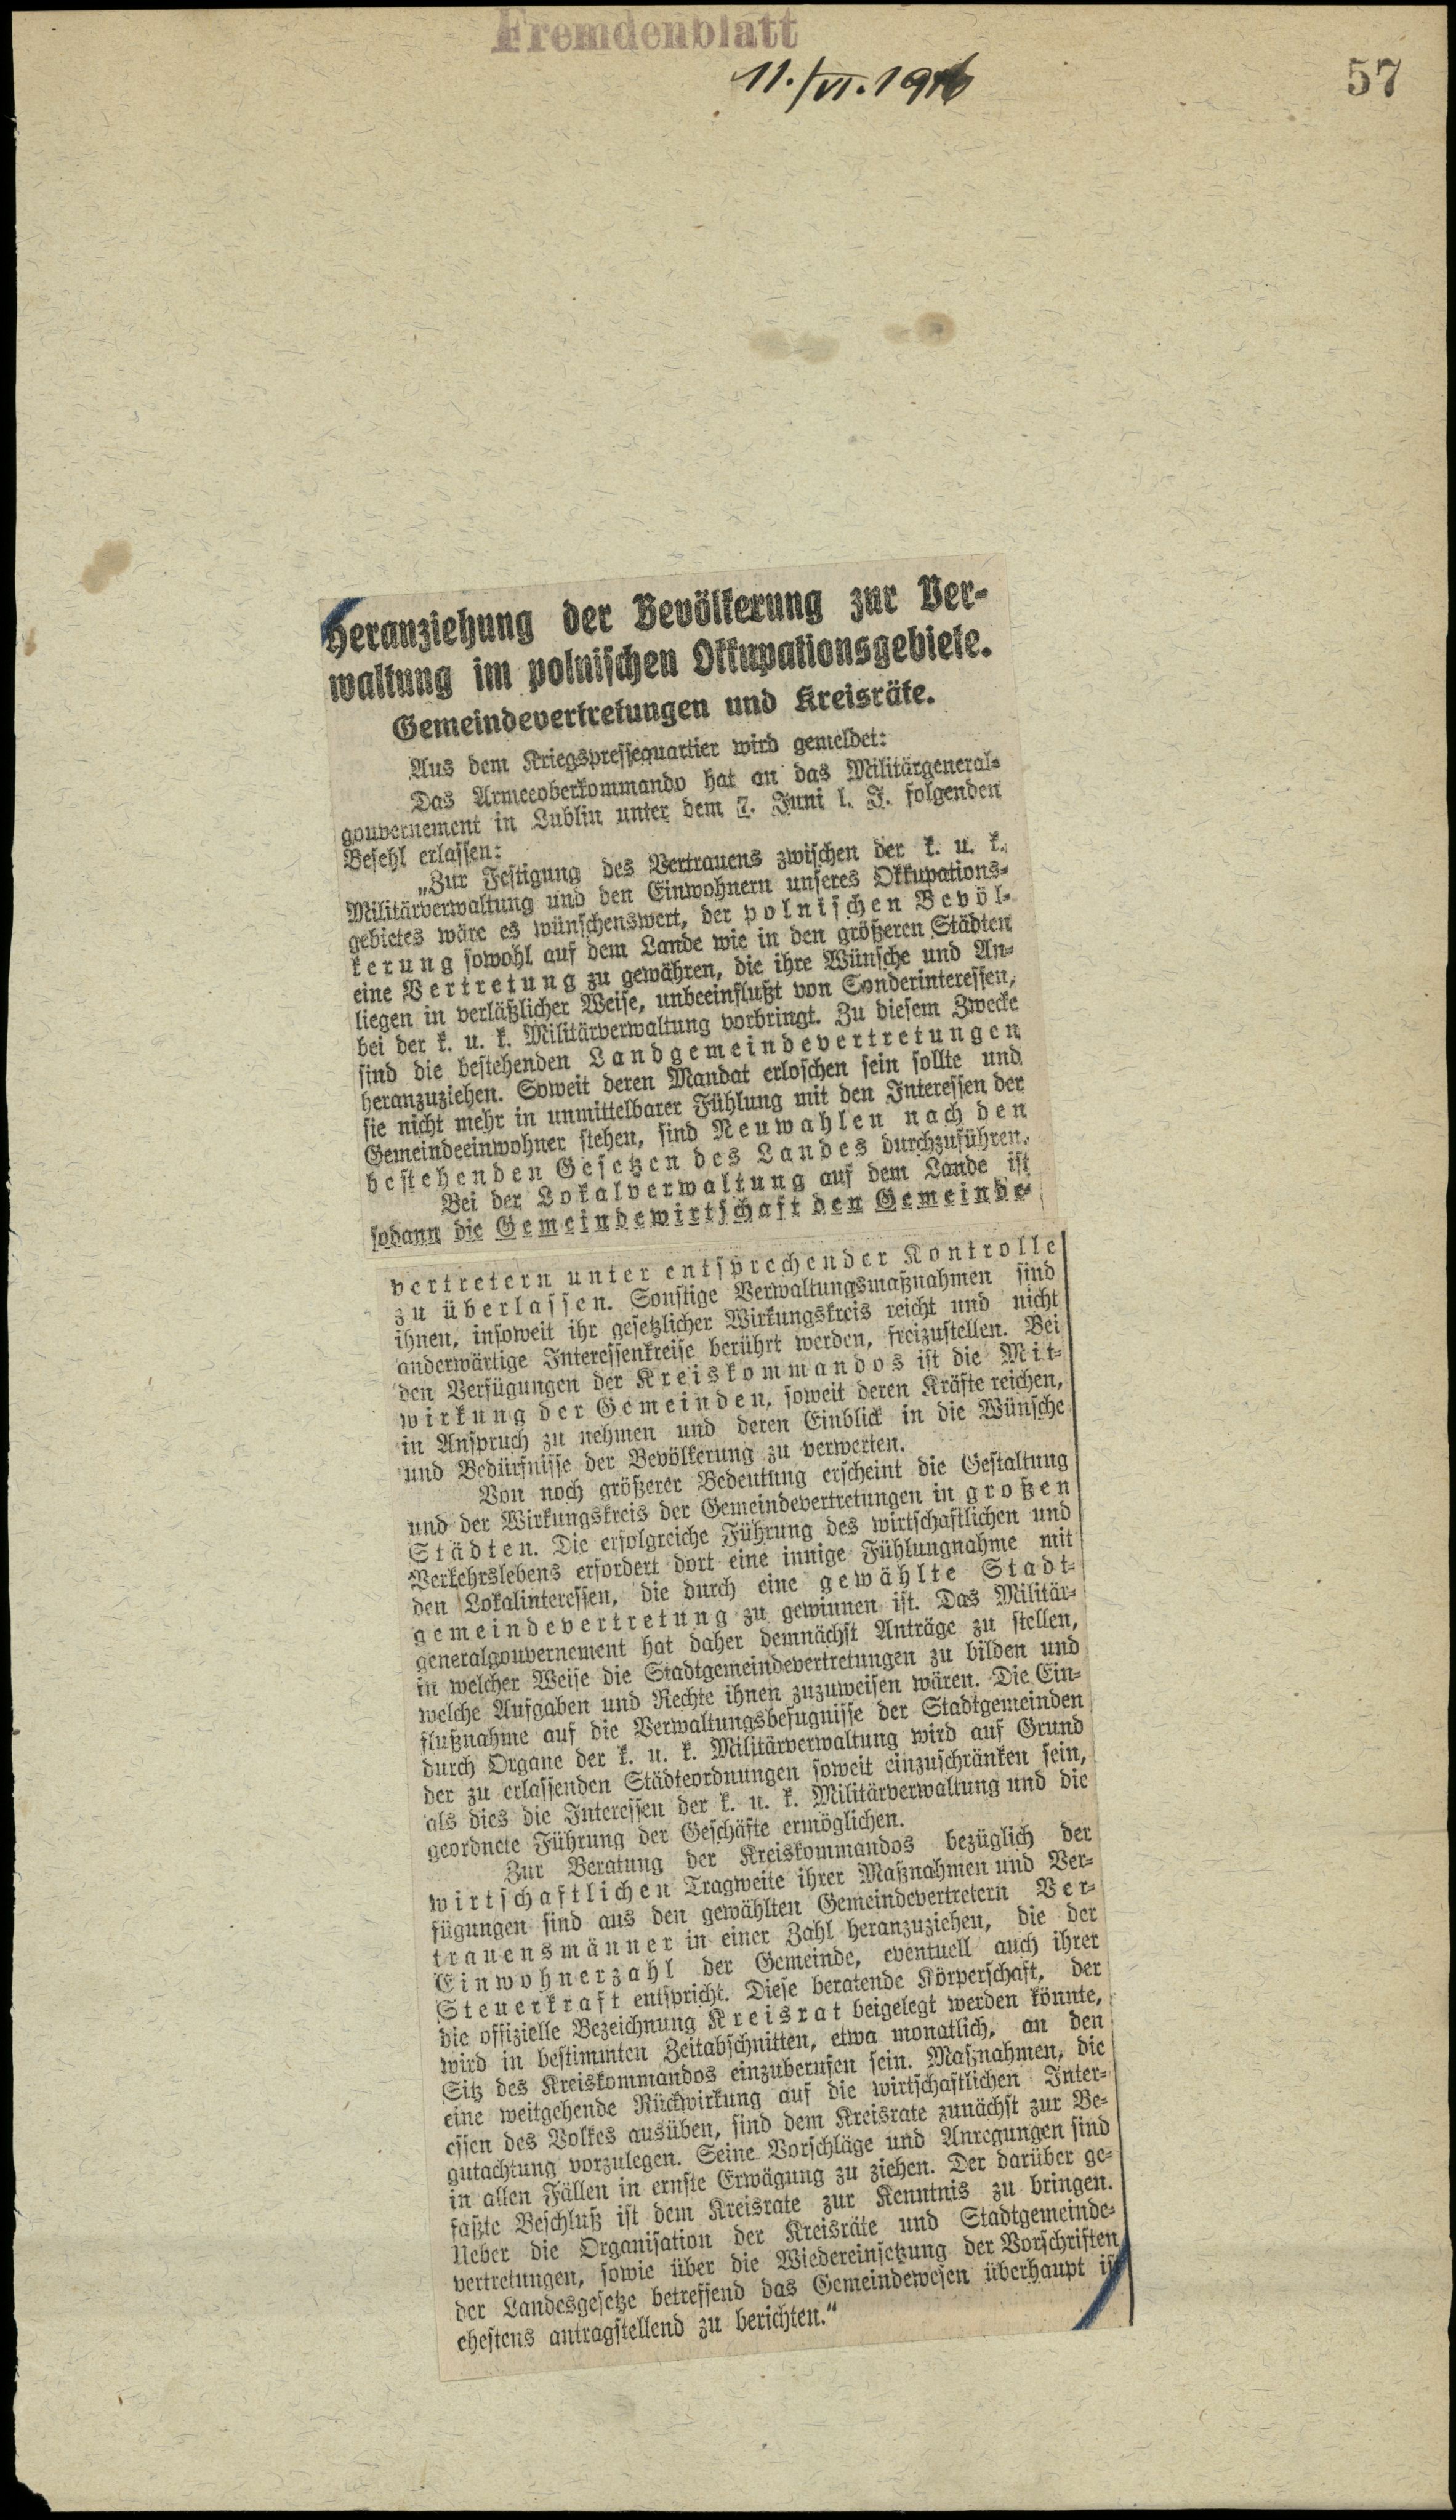 Fremdenblatt
11./VI. 1916
57
Heranziehung der Bevölkerung zur Ver-
waltung im polnischen Okkupationsgebiete.
Gemeindevertretungen und Kreisräte.
Aus dem Kriegspressequartier wird gemeldet:
Das Armeeoberkommando hat an das Militärgeneral-
gouvernement in Lublin unter dem 7. Juni l. J. folgenden
Befehl erlassen:
„Zur Festigung des Vertrauens zwischen der k. u. k.
Militärverwaltung und den Einwohnern unseres Okkupations-
gebietes wäre es wünschenswert, der polnischen Bevöl-
kerung sowohl auf dem Lande wie in den größeren Städten
eine Vertretung zu gewähren, die ihre Wünsche und An-
liegen in verläßlicher Weise, unbeeinflußt von Sonderinteressen,
bei der k. u. k. Militärverwaltung vorbringt. Zu diesem Zwecke
sind die bestehenden Landgemeindevertretungen
heranzuziehen. Soweit deren Mandat erloschen sein sollte und
sie nicht mehr in unmittelbarer Fühlung mit den Interessen der
Gemeindeeinwohner stehen, sind Neuwahlen nach den
bestehenden Gesetzen des Landes durchzuführen.
Bei der Lokalverwaltung auf dem Lande ist
sodann die Gemeindewirtschaft den Gemeinde-
vertretern unter entsprechender Kontrolle
zu überlassen. Sonstige Verwaltungsmaßnahmen sind
ihnen, insoweit ihr gesetzlicher Wirkungskreis reicht und nicht
anderwärtige Interessenkreise berührt werden, freizustellen. Bei
den Verfügungen der Kreiskommandos ist die Mit-
wirkung der Gemeinden, soweit deren Kräfte reichen,
in Anspruch zu nehmen und deren Einblick in die Wünsche
und Bedürfnisse der Bevölkerung zu verwerten.
Von noch größerer Bedeutung erscheint die Gestaltung
und der Wirkungskreis der Gemeindevertretungen in großen
Städten. Die erfolgreiche Führung des wirtschaftlichen und
Verkehrslebens erfordert dort eine innige Fühlungnahme mit
den Lokalinteressen, die durch eine gewählte Stadt-
gemeindevertretung zu gewinnen ist. Das Militär-
generalgouvernement hat daher demnächst Anträge zu stellen,
in welcher Weise die Stadtgemeindevertretungen zu bilden und
welche Aufgaben und Rechte ihnen zuzuweisen wären. Die Ein-
flußnahme auf die Verwaltungsbefugnisse der Stadtgemeinden
durch Organe der k. u. k. Militärverwaltung wird auf Grund
der zu erlassenden Städteordnungen soweit einzuschränken sein,
als dies die Interessen der k. u. k. Militärverwaltung und die
geordnete Führung der Geschäfte ermöglichen.
Zur Beratung der Kreiskommandos bezüglich der
wirtschaftlichen Tragweite ihrer Maßnahmen und Ver-
fügungen sind aus den gewählten Gemeindevertretern Ver-
trauensmänner in einer Zahl heranzuziehen, die der
Einwohnerzahl der Gemeinde, eventuell auch ihrer
Steuerkraft entspricht. Diese beratende Körperschaft, der
die offizielle Bezeichnung Kreisrat beigelegt werden könnte,
wird in bestimmten Zeitabschnitten, etwa monatlich, an den
Sitz des Kreiskommandos einzuberufen sein. Maßnahmen, die
eine weitgehende Rückwirkung auf die wirtschaftlichen Inter-
essen des Volkes ausüben, sind dem Kreisrate zunächst zur Be-
gutachtung vorzulegen. Seine Vorschläge und Anregungen sind
in allen Fällen in ernste Erwägung zu ziehen. Der darüber ge-
faßte Beschluß ist dem Kreisrate zur Kenntnis zu bringen.
Ueber die Organisation der Kreisräte und Stadtgemeinde-
vertretungen, sowie über die Wiedereinsetzung der Vorschriften
der Landesgesetze betreffend das Gemeindewesen überhaupt ist
ehestens antragstellend zu berichten."